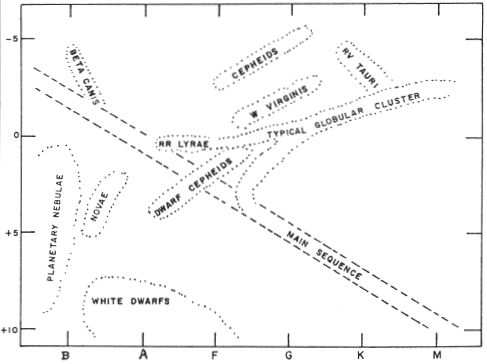 -5
BETA CANIS
CEPHEIDS
RV TAURI
W VIRGINIS
TYPICAL GLOBULAR CLUSTER
0
RR LYRAE
DWARF CEPHEIDS
PLANETARY NEBULAE
NOVAE
+5
MAIN SEQUENCE
WHITE DWARFS
+10
B A F G K M